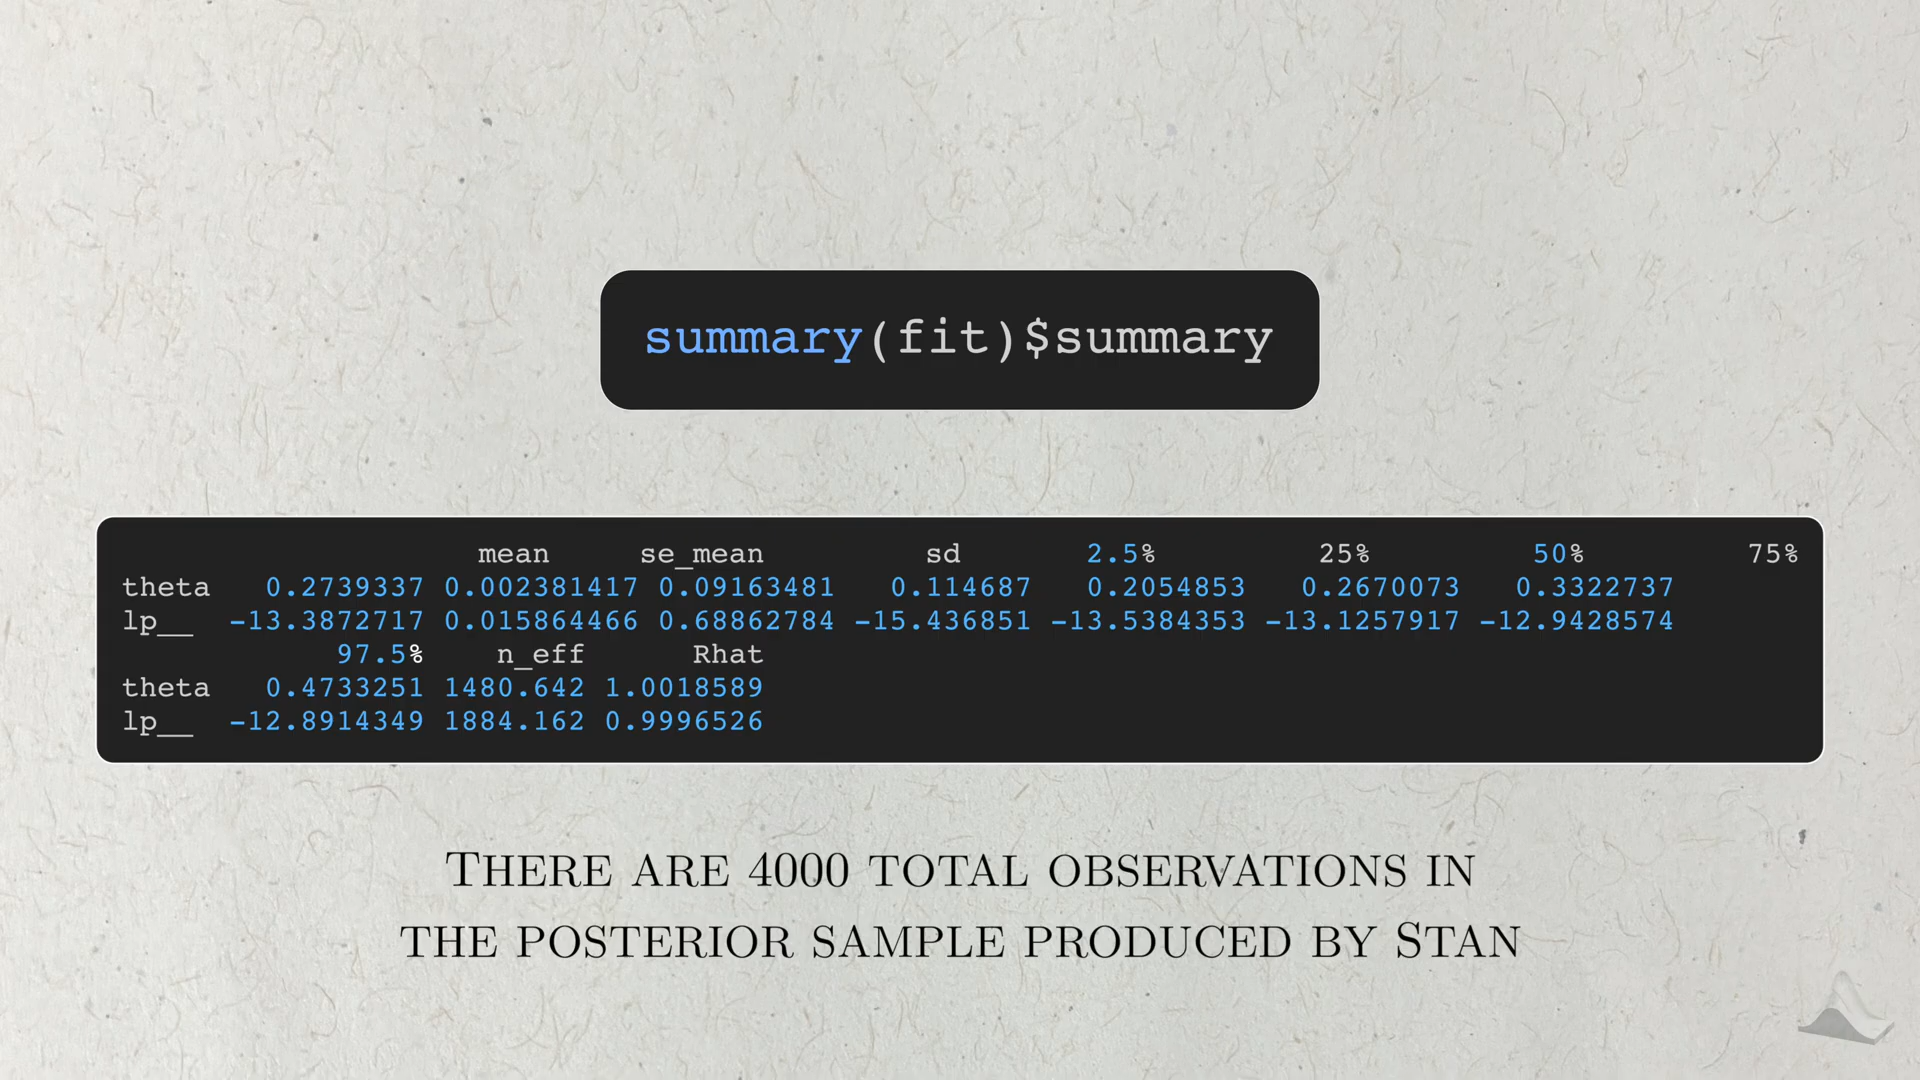 summary(fit)$summary
mean se_mean sd 2.5% 25% 50% 75%
theta 0.2739337 0.002381417 0.09163481 0.114687 0.2054853 0.2670073 0.3322737
lp__ -13.3872717 0.015864466 0.68862784 -15.436851 -13.5384353 -13.1257917 -12.9428574
97.5% n_eff Rhat
theta 0.4733251 1480.642 1.0018589
lp__ -12.8914349 1884.162 0.9996526
There are 4000 total observations in
the posterior sample produced by Stan